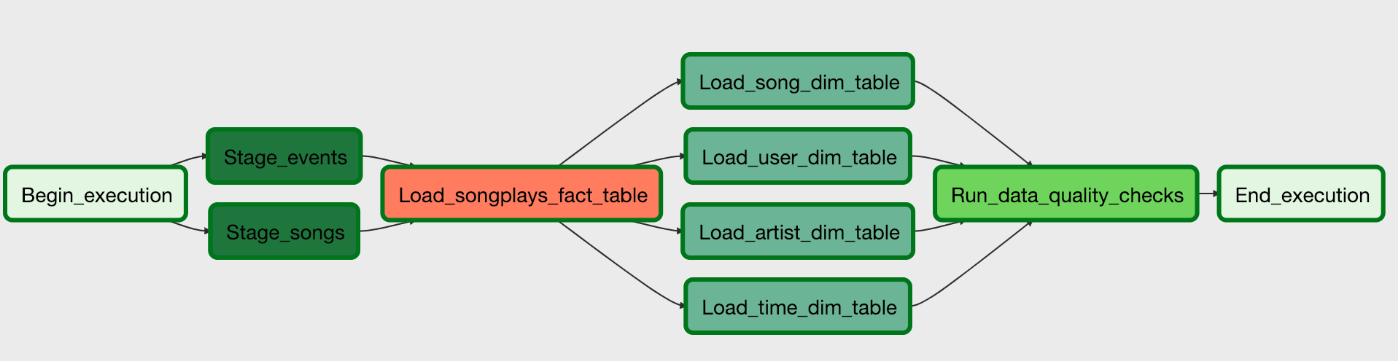 Begin_execution
Stage_events
Stage_songs
Load_songplays_fact_table
Load_song_dim_table
Load_user_dim_table
Load_artist_dim_table
Load_time_dim_table
Run_data_quality_checks
End_execution